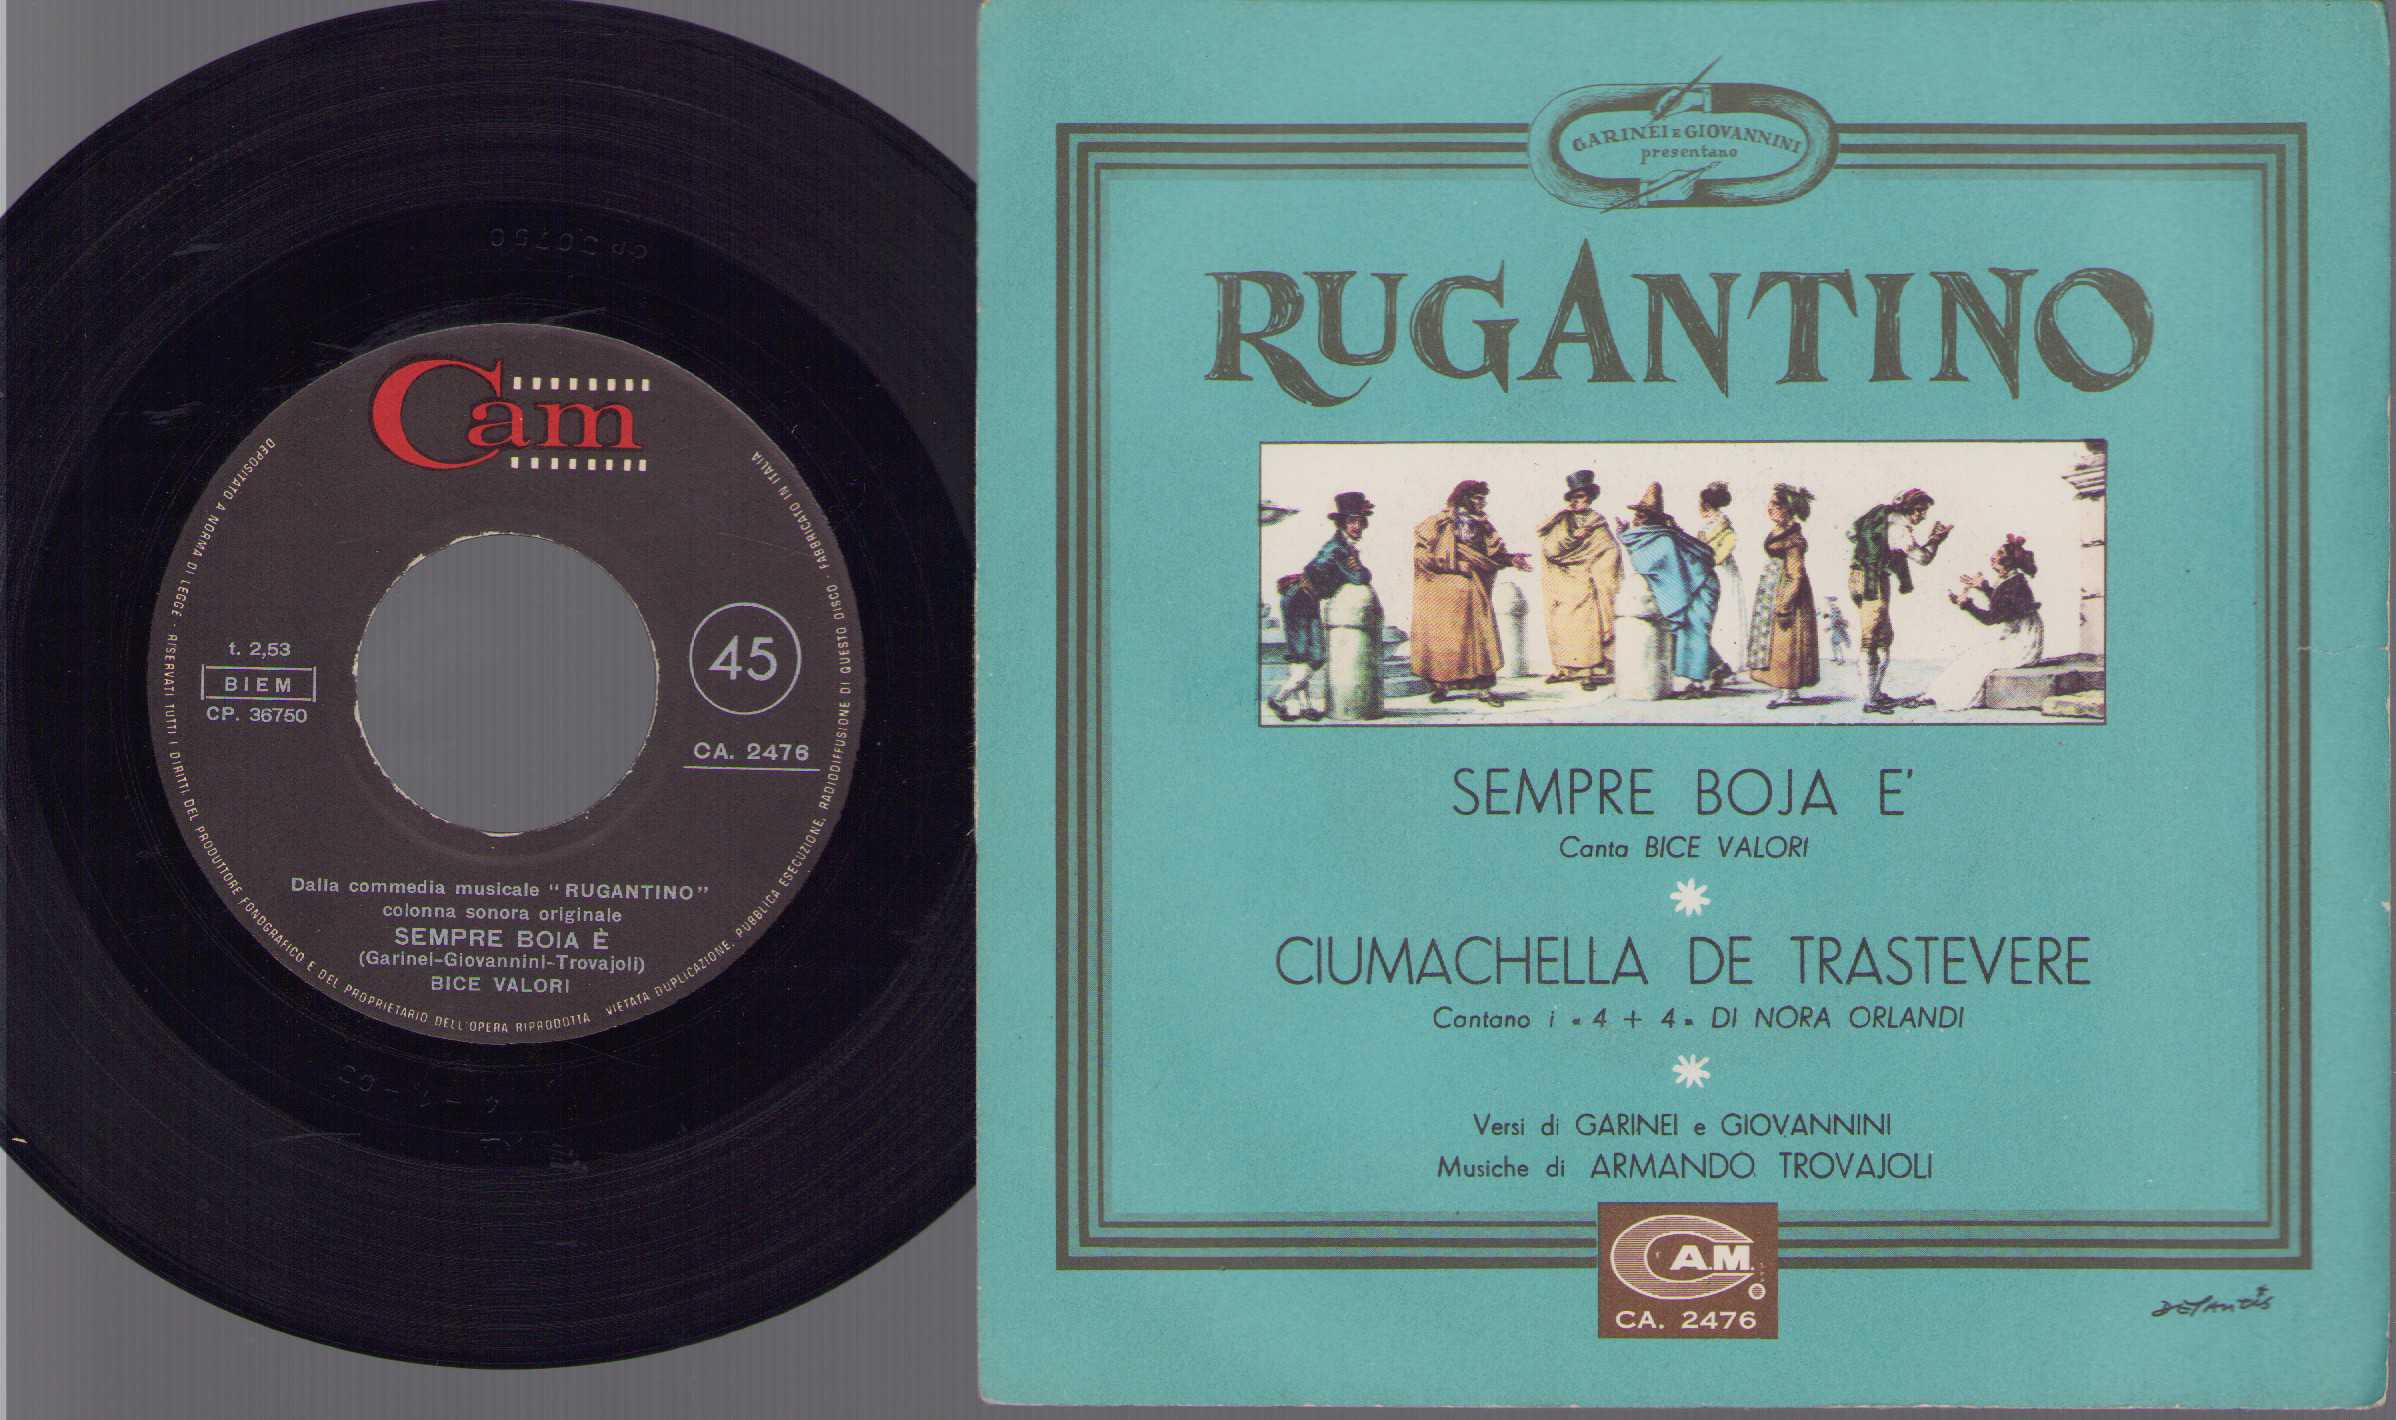 Cam
t. 2,53
BIEM
CP. 36750
45
CA. 2476
Dalla commedia musicale "RUGANTINO"
colonna sonora originale
SEMPRE BOIA È
(Garinei-Giovannini-Trovajoli)
BICE VALORI
DEPOSITATO A NORMA DI LEGGE - RISERVATI TUTTI I DIRITTI DEL PRODUTTORE FONOGRAFICO E DEL PROPRIETARIO DELL'OPERA RIPRODOTTA - VIETATA DUPLICAZIONE, PUBBLICA ESECUZIONE, RADIODIFFUSIONE DI QUESTO DISCO - FABBRICATO IN ITALIA
GARINEI E GIOVANNINI
presentano
RUGANTINO
SEMPRE BOJA E'
Canta BICE VALORI
CIUMACHELLA DE TRASTEVERE
Cantano i « 4 + 4 » DI NORA ORLANDI
Versi di GARINEI e GIOVANNINI
Musiche di ARMANDO TROVAJOLI
C.A.M.
CA. 2476
DESANTIS